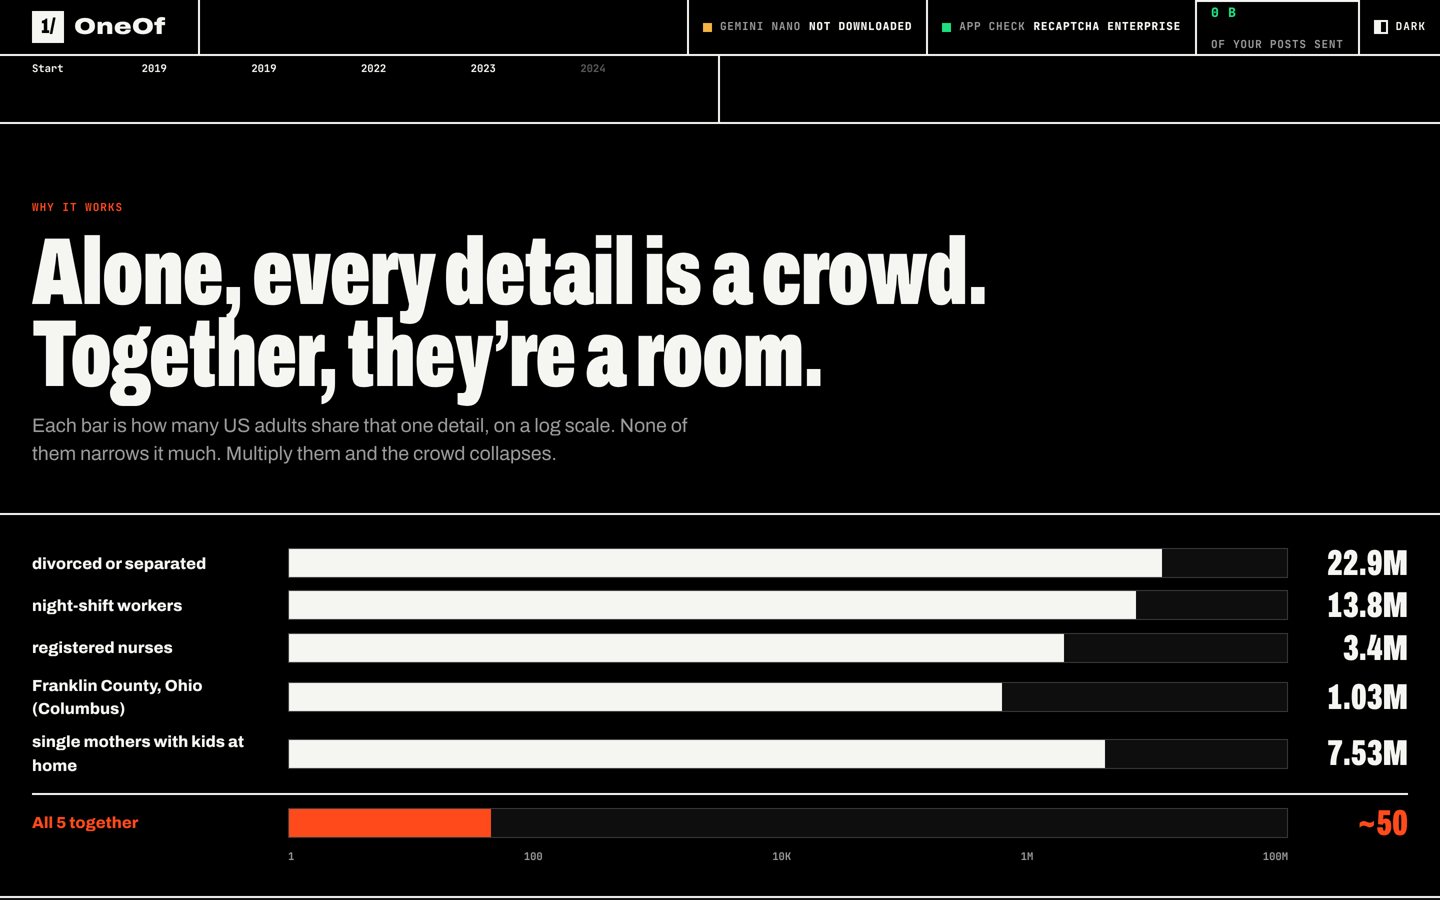 1/ OneOf
GEMINI NANO NOT DOWNLOADED
APP CHECK RECAPTCHA ENTERPRISE
0 B
OF YOUR POSTS SENT
DARK
Start 2019 2019 2022 2023 2024
WHY IT WORKS
Alone, every detail is a crowd.
Together, they’re a room.
Each bar is how many US adults share that one detail, on a log scale. None of
them narrows it much. Multiply them and the crowd collapses.
divorced or separated 22.9M
night-shift workers 13.8M
registered nurses 3.4M
Franklin County, Ohio
(Columbus) 1.03M
single mothers with kids at
home 7.53M
All 5 together ~50
1 100 10K 1M 100M